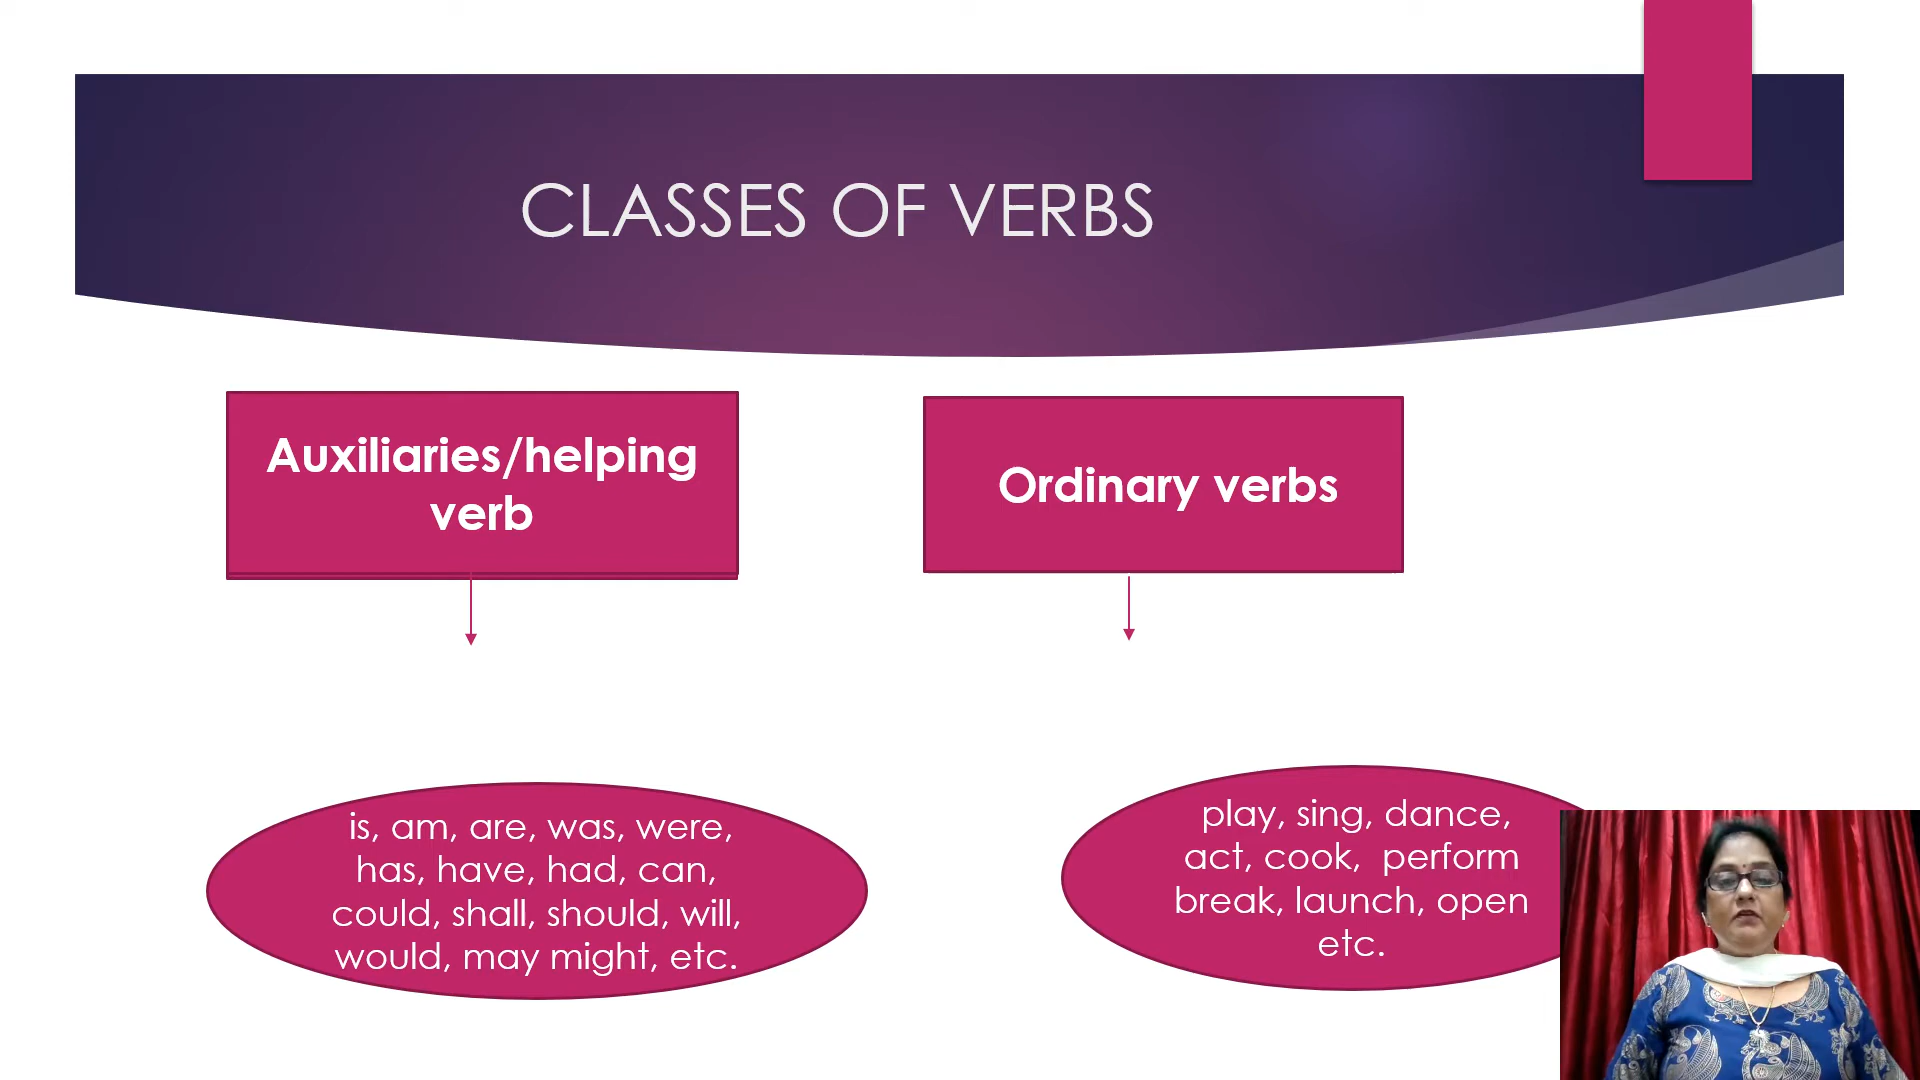 CLASSES OF VERBS
Auxiliaries/helping
verb
Ordinary verbs
is, am, are, was, were,
has, have, had, can,
could, shall, should, will,
would, may might, etc.
play, sing, dance,
act, cook,  perform
break, launch, open
etc.